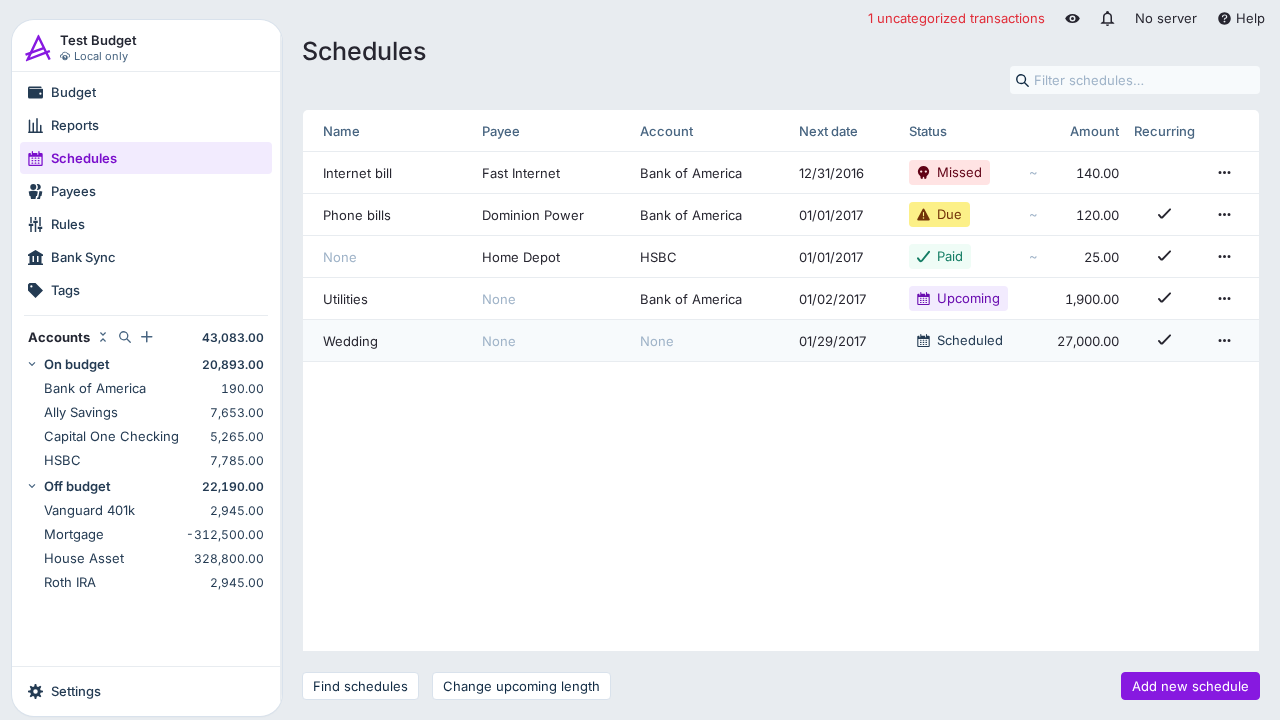 1 uncategorized transactions
No server
Help
Test Budget
Local only
Budget
Reports
Schedules
Payees
Rules
Bank Sync
Tags
Accounts 43,083.00
On budget 20,893.00
Bank of America 190.00
Ally Savings 7,653.00
Capital One Checking 5,265.00
HSBC 7,785.00
Off budget 22,190.00
Vanguard 401k 2,945.00
Mortgage -312,500.00
House Asset 328,800.00
Roth IRA 2,945.00
Settings
Schedules
Filter schedules...
Name Payee Account Next date Status Amount Recurring
Internet bill Fast Internet Bank of America 12/31/2016 Missed ~ 140.00
Phone bills Dominion Power Bank of America 01/01/2017 Due ~ 120.00
None Home Depot HSBC 01/01/2017 Paid ~ 25.00
Utilities None Bank of America 01/02/2017 Upcoming 1,900.00
Wedding None None 01/29/2017 Scheduled 27,000.00
Find schedules
Change upcoming length
Add new schedule